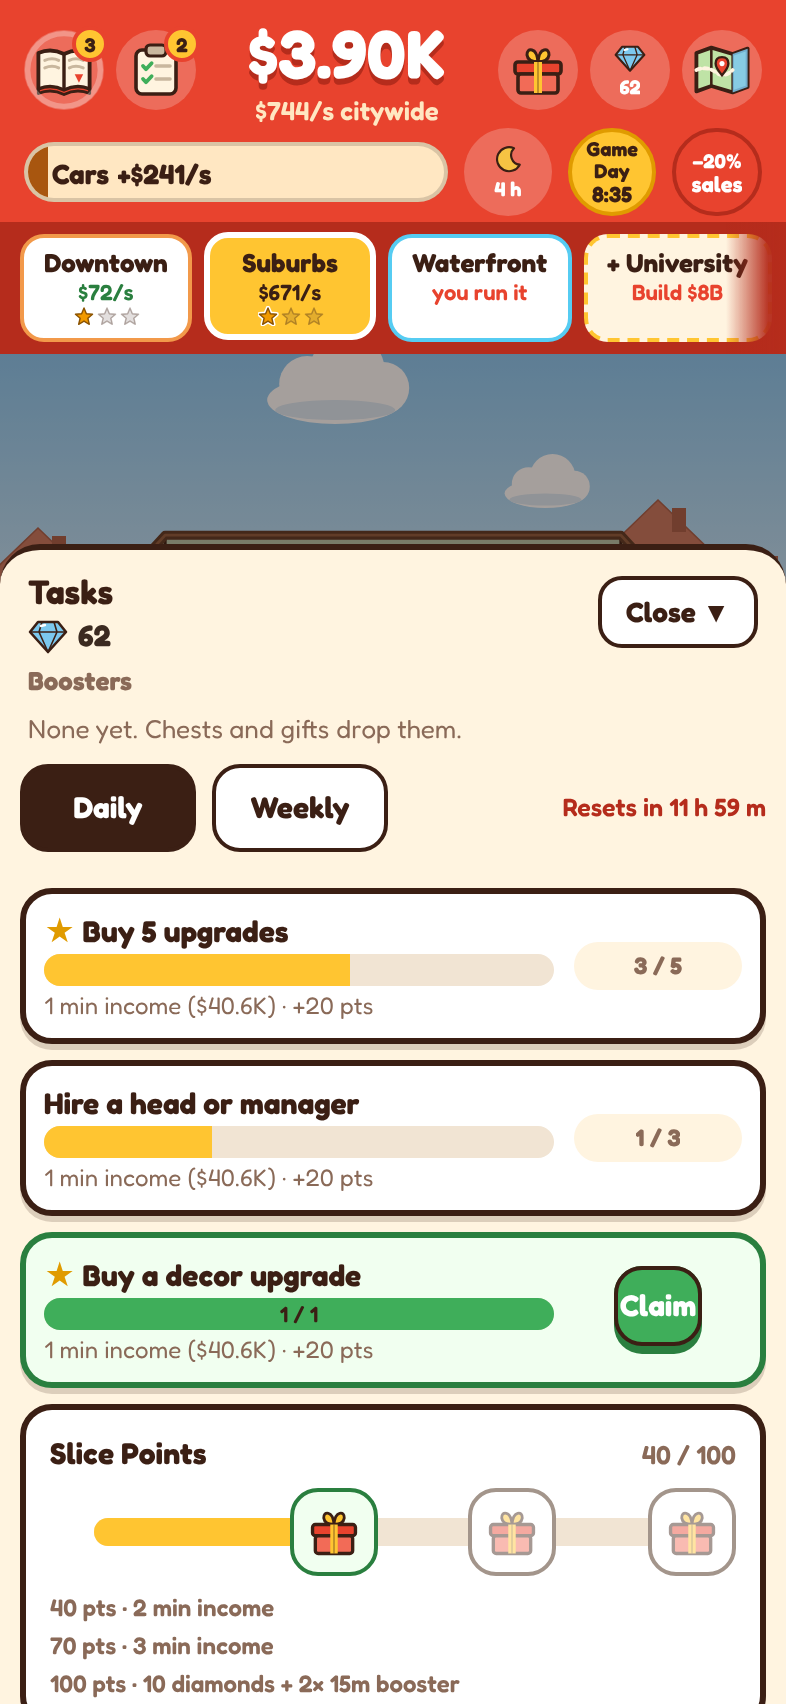 3
2
$3.90K
$744/s citywide
62
Cars +$241/s
4 h
Game
Day
8:35
−20%
sales
Downtown
$72/s
Suburbs
$671/s
Waterfront
you run it
+ University
Build $8B
Tasks
62
Close ▼
Boosters
None yet. Chests and gifts drop them.
Daily
Weekly
Resets in 11 h 59 m
★ Buy 5 upgrades
3 / 5
1 min income ($40.6K) · +20 pts
Hire a head or manager
1 / 3
1 min income ($40.6K) · +20 pts
★ Buy a decor upgrade
1 / 1
Claim
1 min income ($40.6K) · +20 pts
Slice Points
40 / 100
40 pts · 2 min income
70 pts · 3 min income
100 pts · 10 diamonds + 2× 15m booster